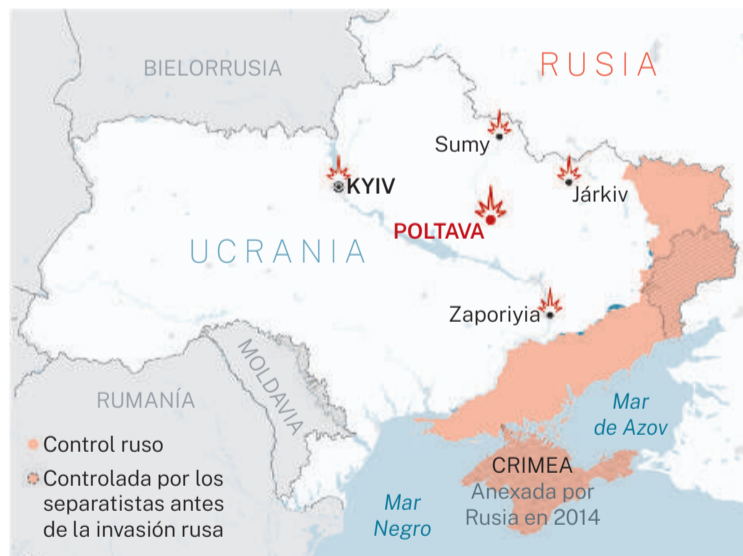 BIELORRUSIA
RUSIA
Sumy
KYIV
Járkiv
POLTAVA
UCRANIA
Zaporiyia
MOLDAVIA
RUMANÍA
Mar
de Azov
Control ruso
Controlada por los
separatistas antes
de la invasión rusa
CRIMEA
Anexada por
Rusia en 2014
Mar
Negro